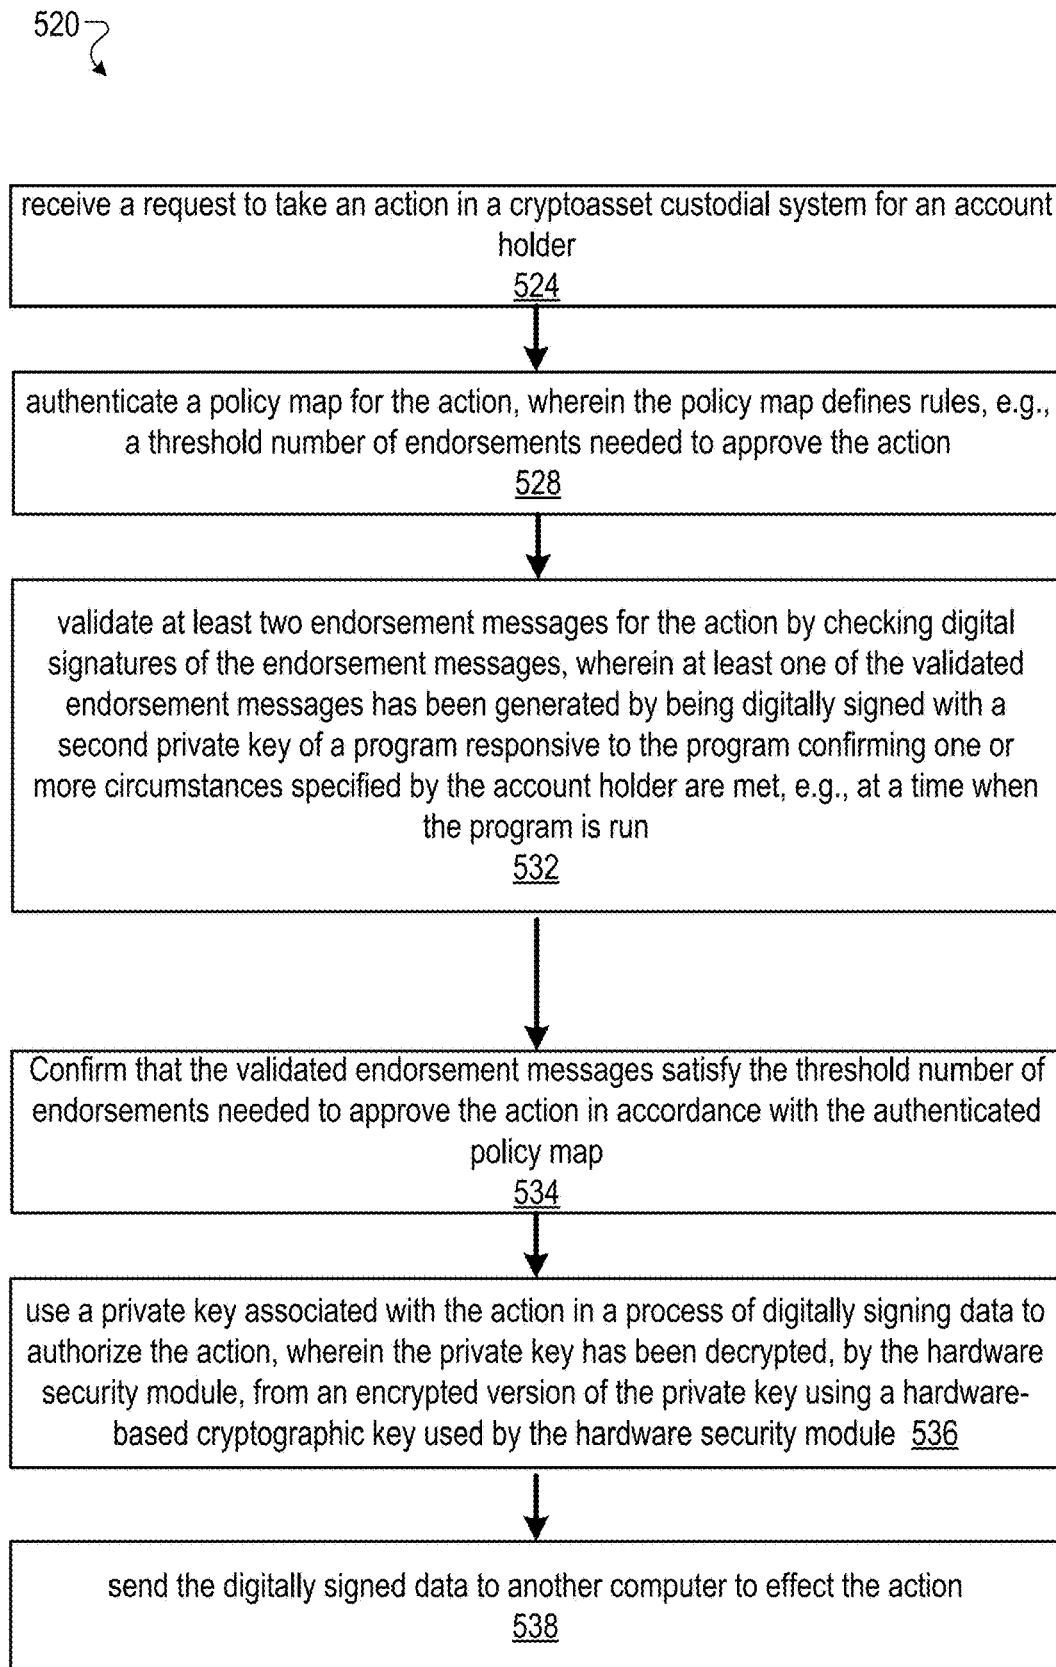 520
receive a request to take an action in a cryptoasset custodial system for an account
holder
524
authenticate a policy map for the action, wherein the policy map defines rules, e.g.,
a threshold number of endorsements needed to approve the action
528
validate at least two endorsement messages for the action by checking digital
signatures of the endorsement messages, wherein at least one of the validated
endorsement messages has been generated by being digitally signed with a
second private key of a program responsive to the program confirming one or
more circumstances specified by the account holder are met, e.g., at a time when
the program is run
532
Confirm that the validated endorsement messages satisfy the threshold number of
endorsements needed to approve the action in accordance with the authenticated
policy map
534
use a private key associated with the action in a process of digitally signing data to
authorize the action, wherein the private key has been decrypted, by the hardware
security module, from an encrypted version of the private key using a hardware-
based cryptographic key used by the hardware security module 536
send the digitally signed data to another computer to effect the action
538